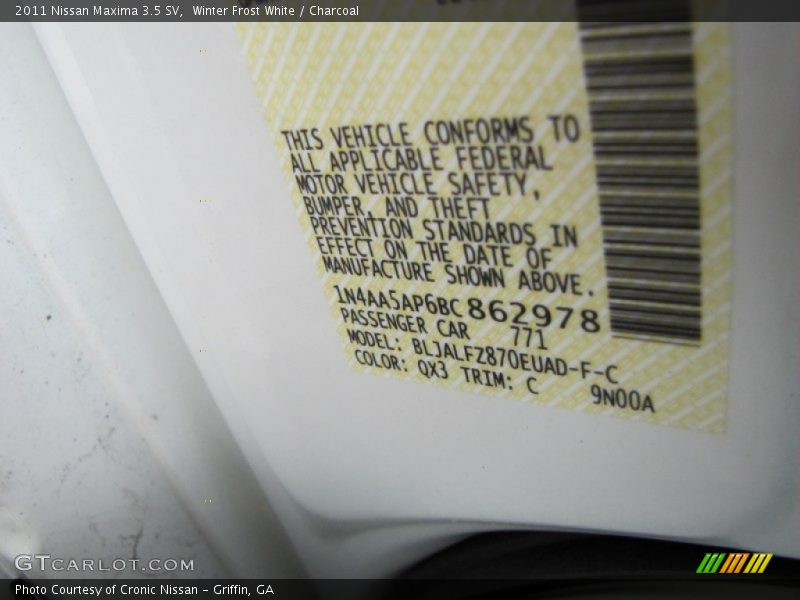 2011 Nissan Maxima 3.5 SV,  Winter Frost White / Charcoal
THIS VEHICLE CONFORMS TO
ALL APPLICABLE FEDERAL
MOTOR VEHICLE SAFETY,
BUMPER, AND THEFT
PREVENTION STANDARDS IN
EFFECT ON THE DATE OF
MANUFACTURE SHOWN ABOVE.
1N4AA5AP6BC862978
PASSENGER CAR 771
MODEL: BLJALFZ870EUAD-F-C
COLOR: QX3 TRIM: C 9N00A
GTCARLOT.COM
Photo Courtesy of Cronic Nissan - Griffin, GA